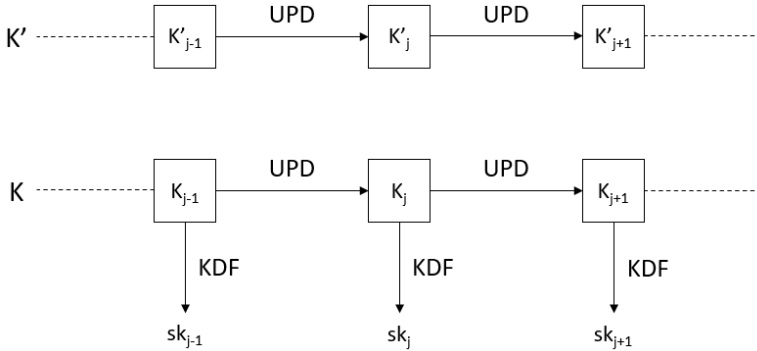 UPD UPD
K' K'j-1 K'j K'j+1
UPD UPD
K Kj-1 Kj Kj+1
KDF KDF KDF
skj-1 skj skj+1